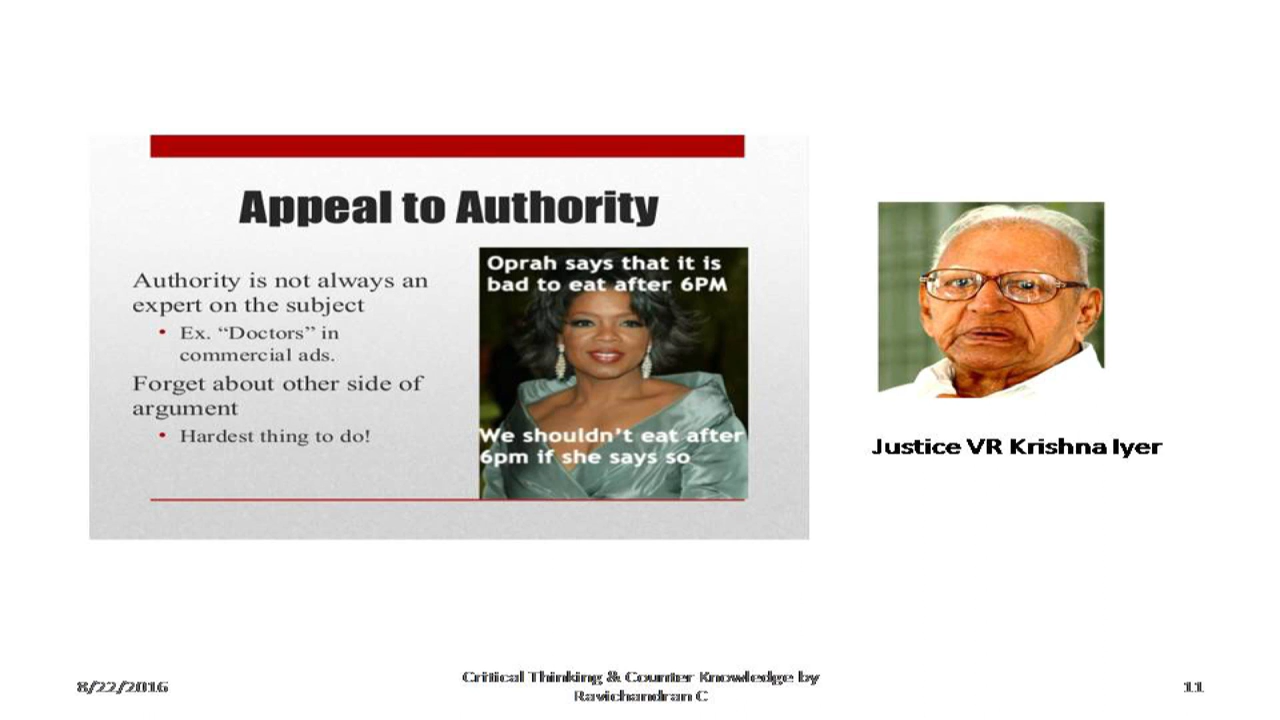 Appeal to Authority
Authority is not always an
expert on the subject
• Ex. “Doctors” in
commercial ads.
Forget about other side of
argument
• Hardest thing to do!
Oprah says that it is
bad to eat after 6PM
We shouldn’t eat after
6pm if she says so
Justice VR Krishna Iyer
8/22/2016
Critical Thinking & Counter Knowledge by
Ravichandran C
11